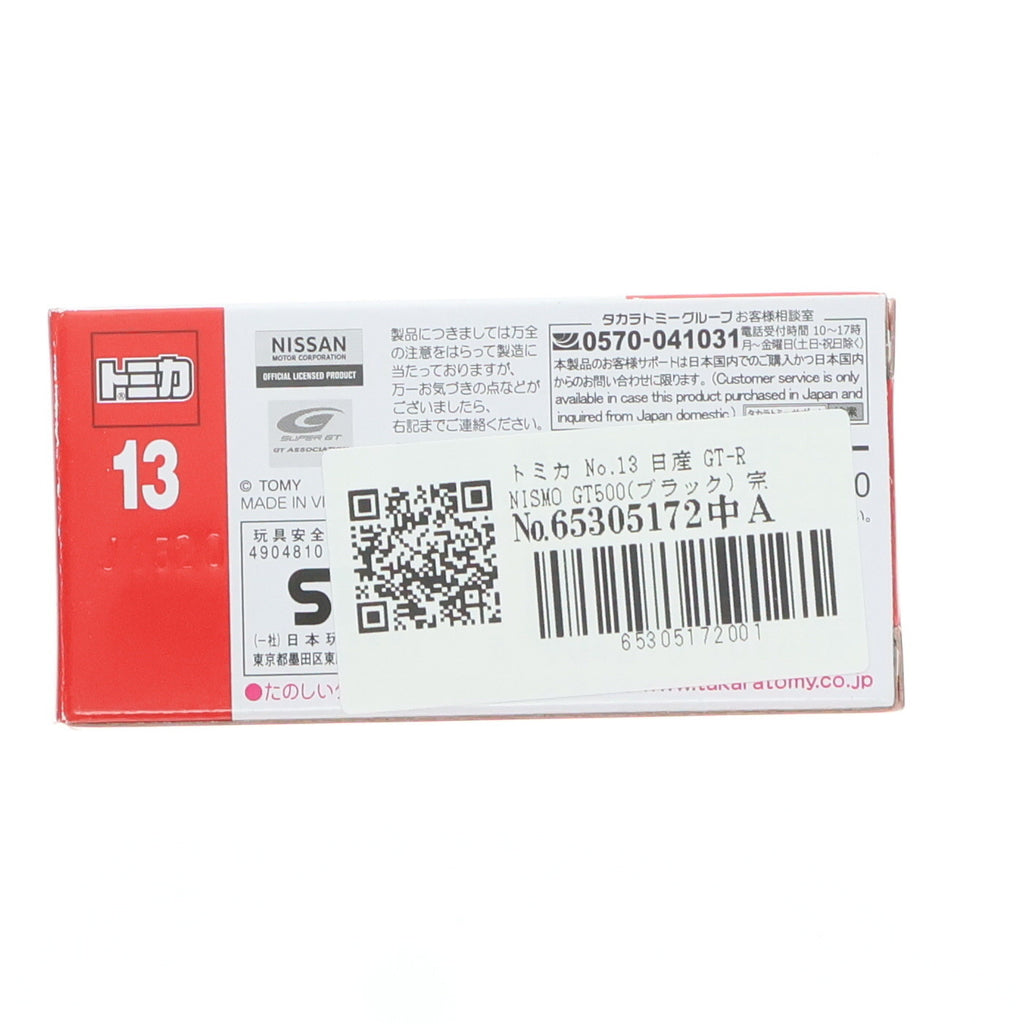 トミカ
®
13
NISSAN
MOTOR CORPORATION
OFFICIAL LICENSED PRODUCT
SUPER GT
GT ASSOCIATION
製品につきましては万全
の注意をはらって製造に
当たっておりますが、
万一お気づきの点などが
ございましたら、
右記までご連絡ください。
タカラトミーグループ お客様相談室
0570-041031
電話受付時間 10〜17時
月〜金曜日(土日・祝日除く)
本製品のお客様サポートは日本国内でのご購入かつ日本国内
からのお問い合わせに限ります。(Customer service is only
available in case this product purchased in Japan and
inquired from Japan domestic.)
© TOMY
MADE IN VI
玩具安全
4904810
S
(一社)日本玩
東京都墨田区東
0
い。
トミカ No.13 日産 GT-R
NISMO GT500(ブラック) 完
No.65305172中A
65305172001
●たのしい
www.takaratomy.co.jp